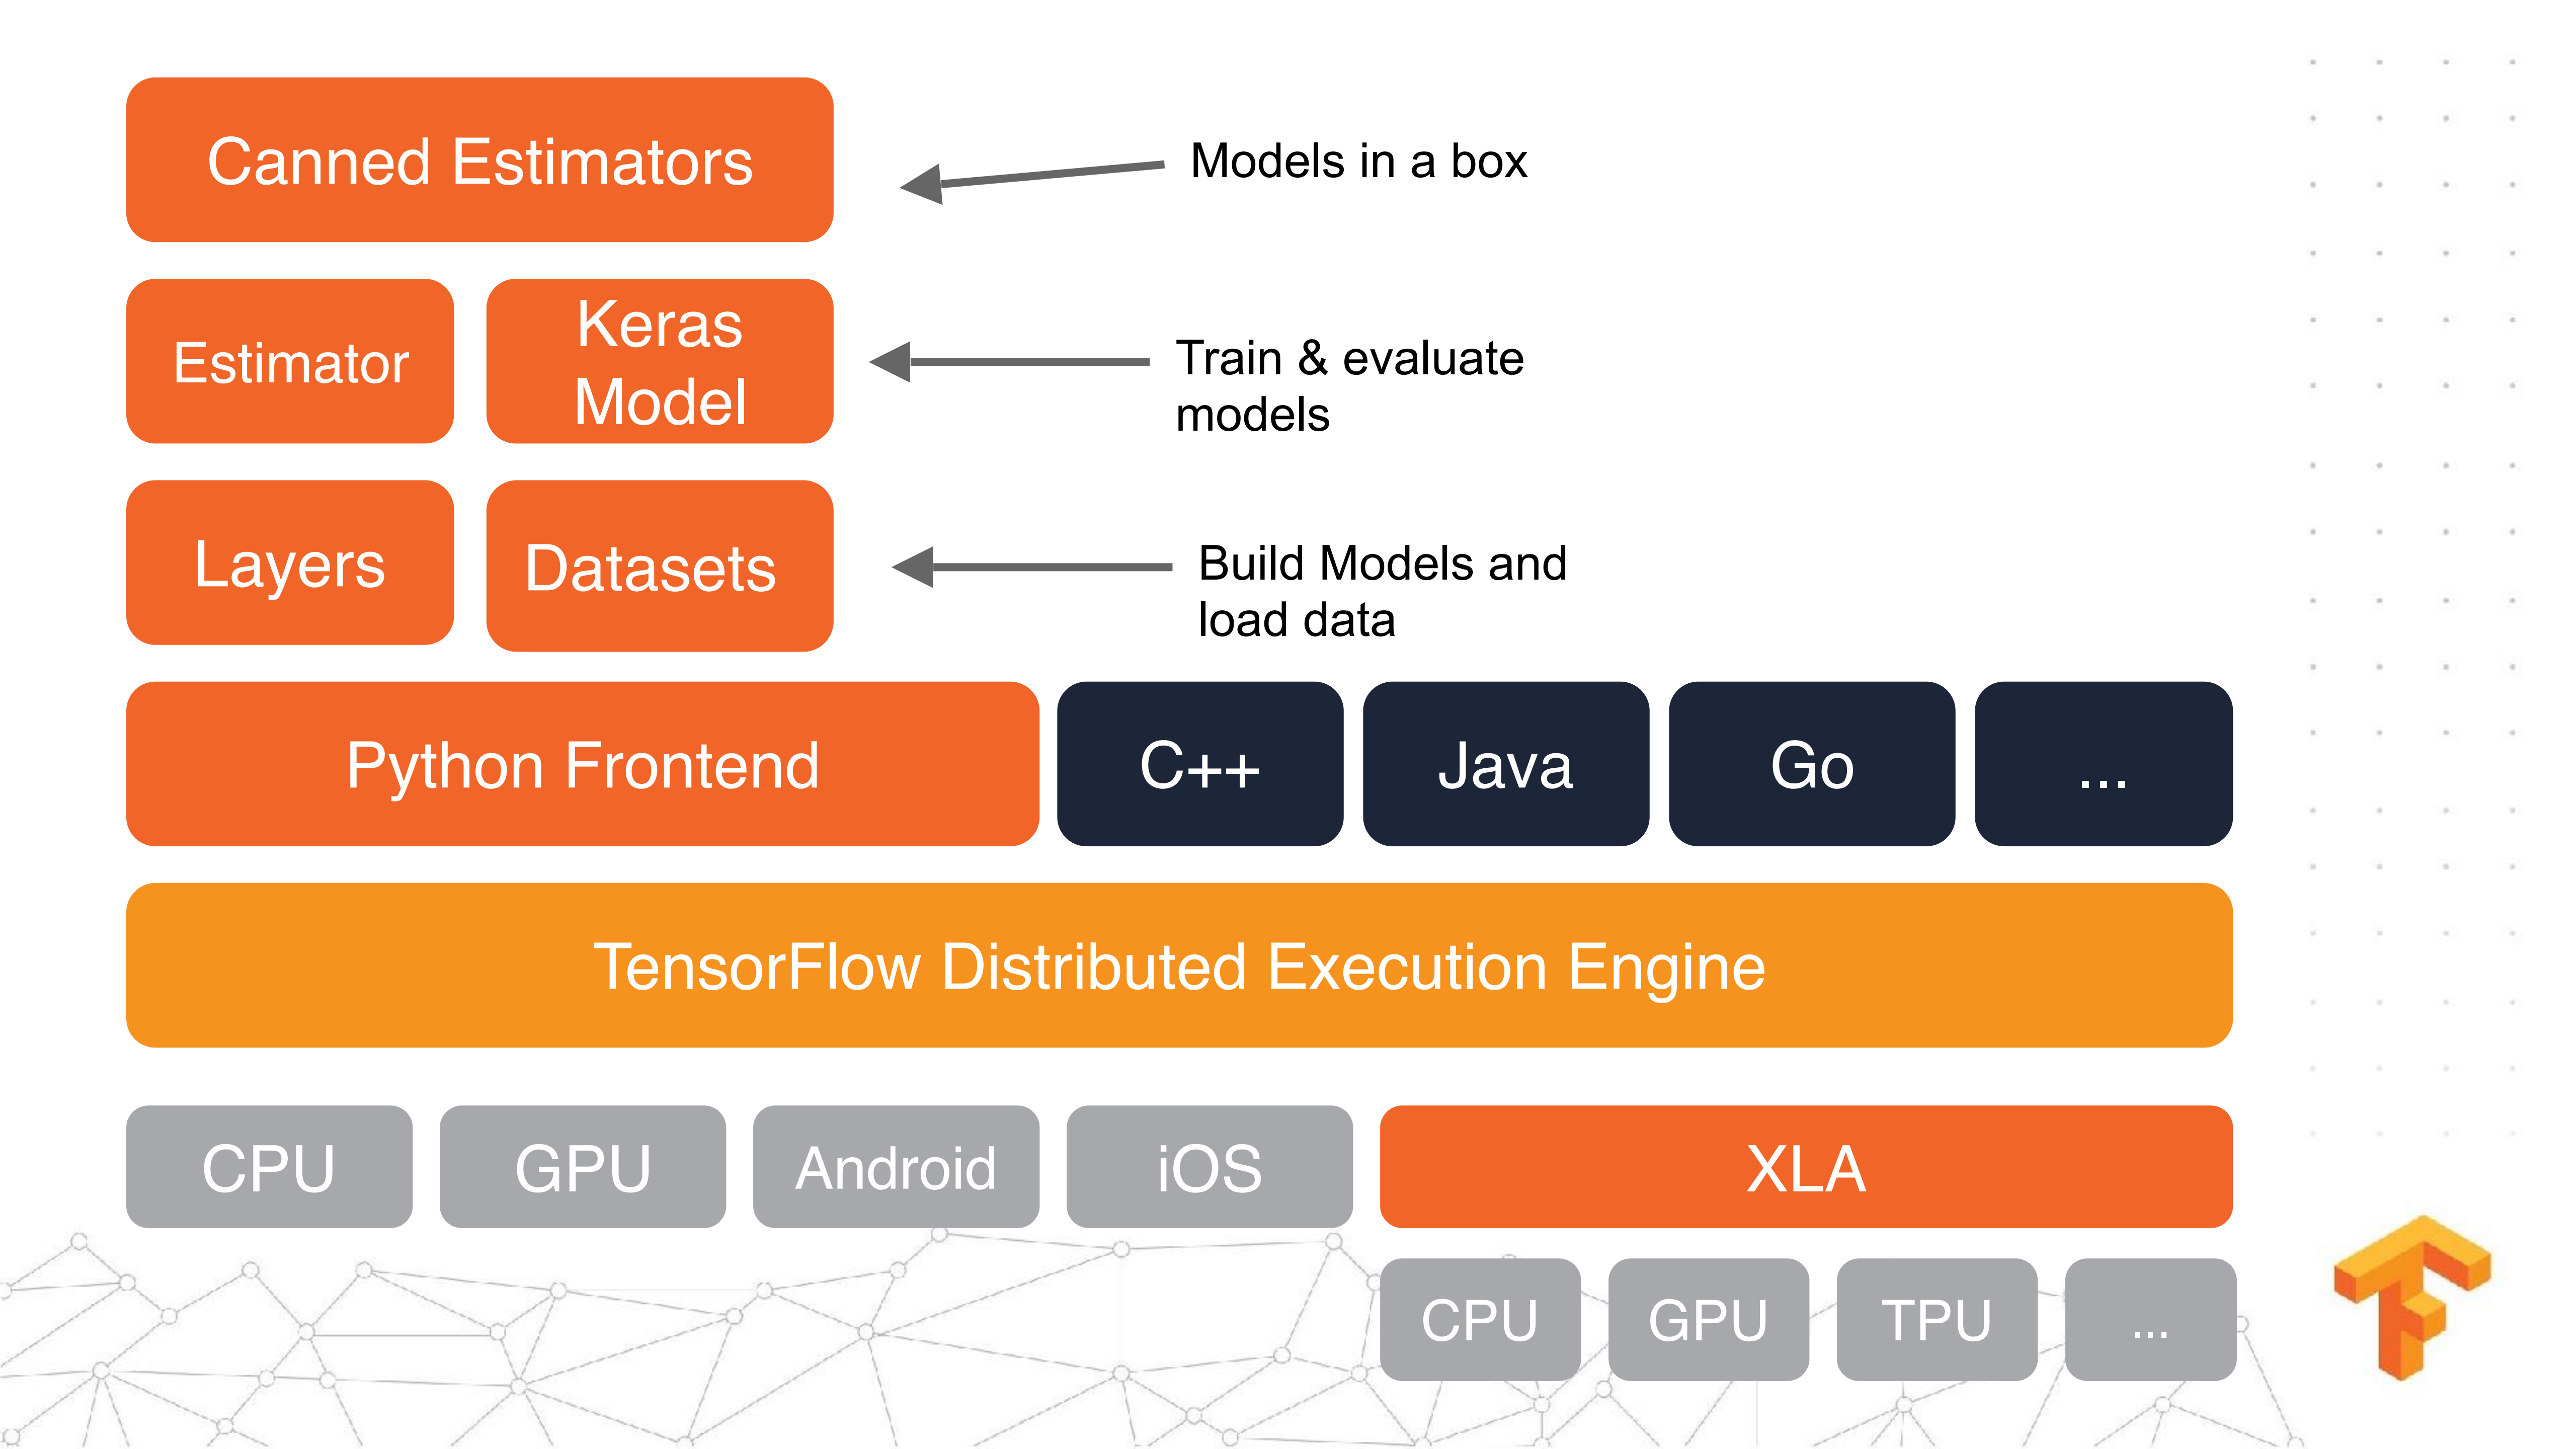 Canned Estimators
Models in a box
Estimator
Keras
Model
Train & evaluate
models
Layers
Datasets
Build Models and
load data
Python Frontend
C++
Java
Go
...
TensorFlow Distributed Execution Engine
CPU
GPU
Android
iOS
XLA
CPU
GPU
TPU
...